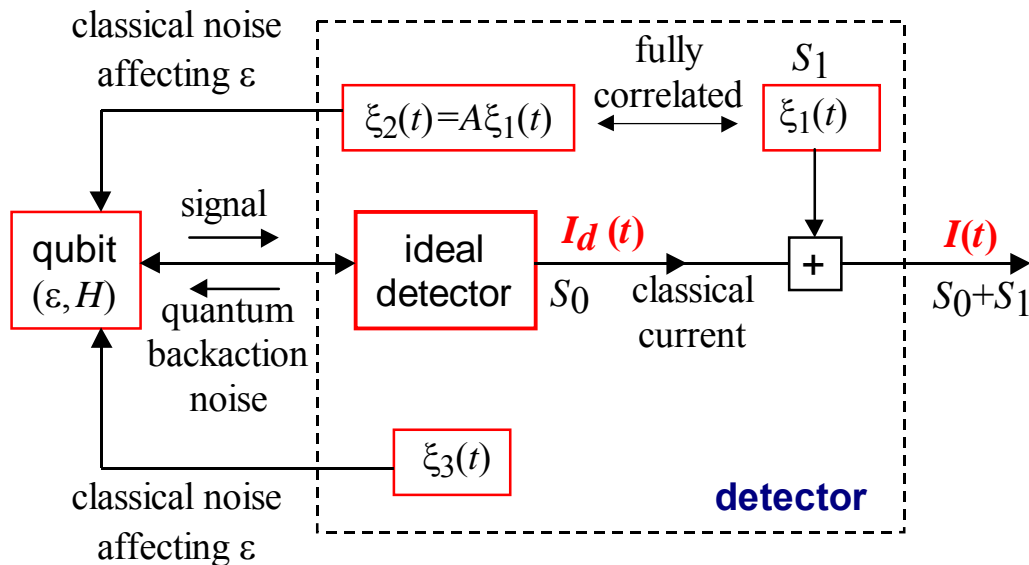 classical noise
affecting ε
ξ2(t)=Aξ1(t)
fully
correlated
S1
ξ1(t)
signal
qubit
(ε, H)
quantum
backaction
noise
ideal
detector
Id (t)
S0
classical
current
+
I(t)
S0+S1
ξ3(t)
classical noise
affecting ε
detector